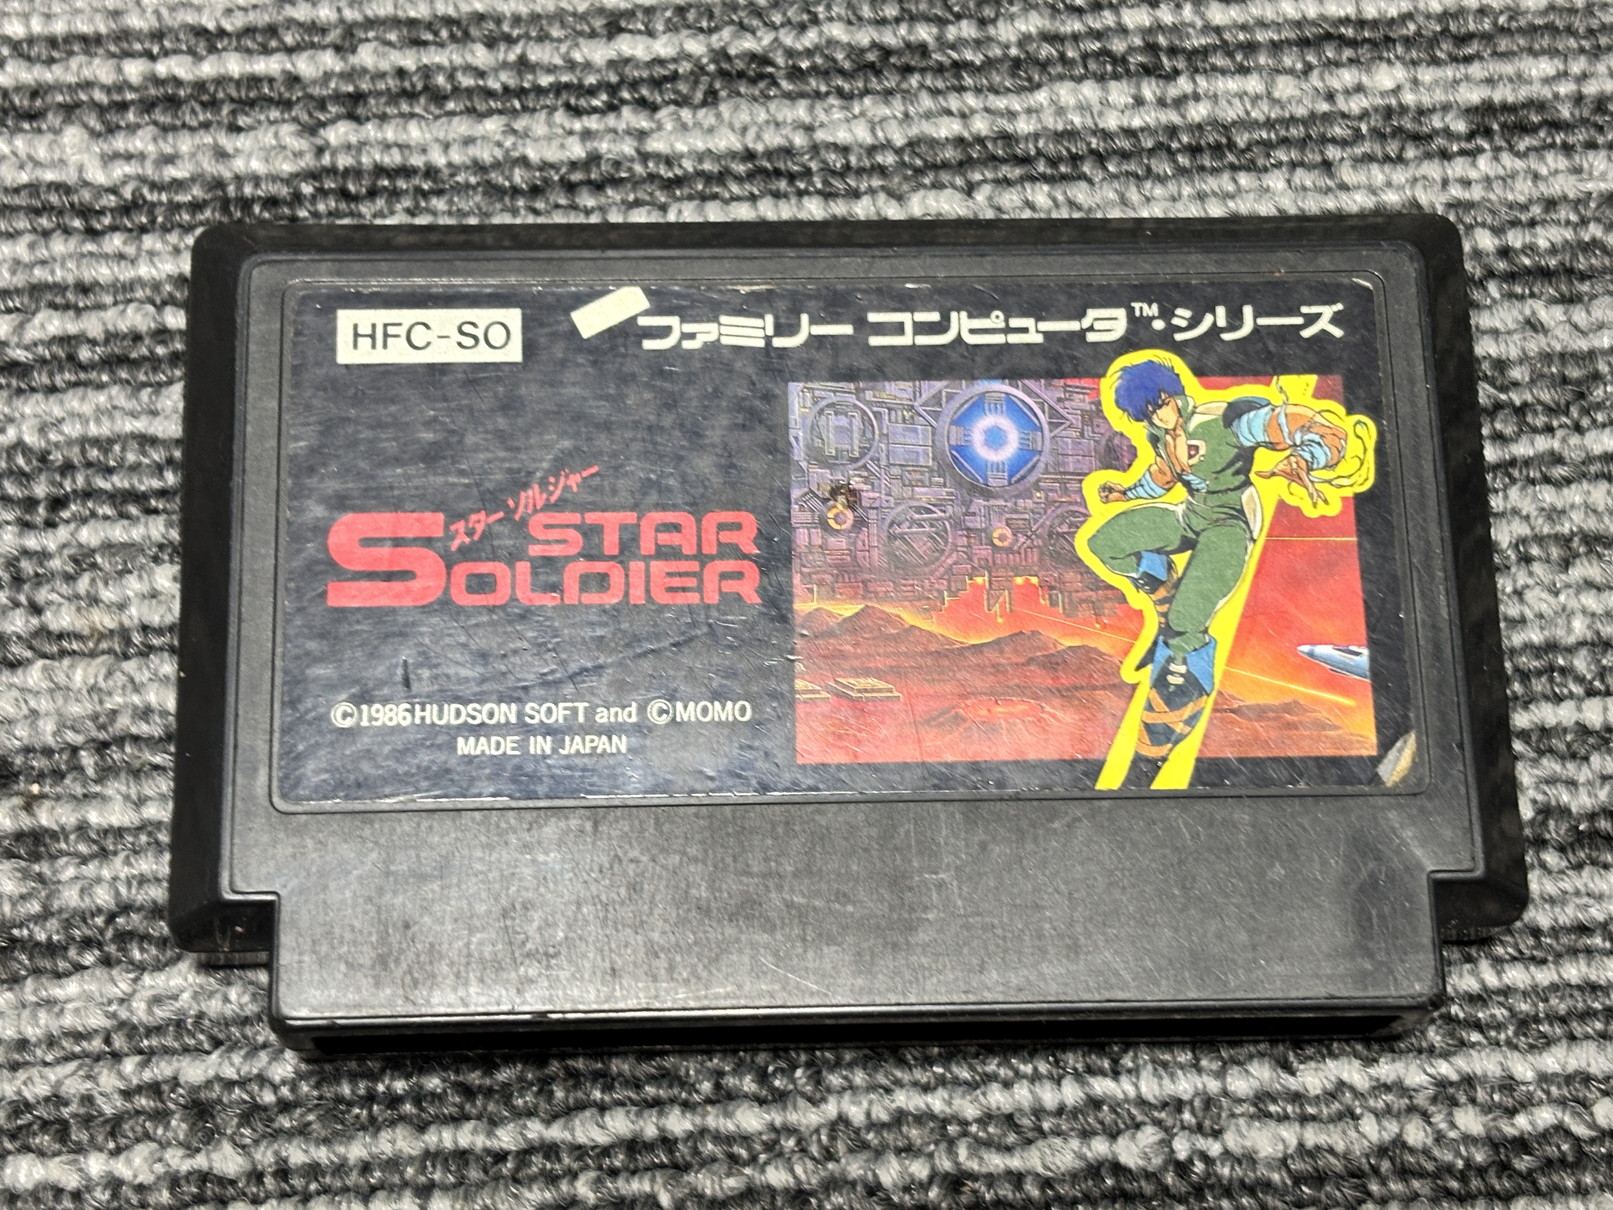 HFC-SO
ファミリー コンピュータ™・シリーズ
スター ソルジャー
STAR
SOLDIER
©1986 HUDSON SOFT and ©MOMO
MADE IN JAPAN